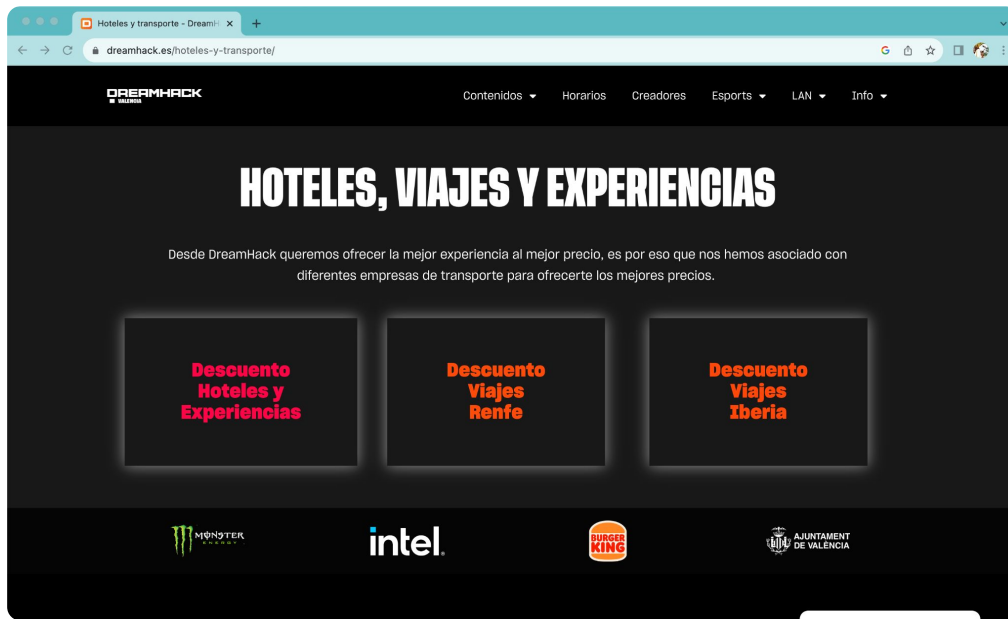 Hoteles y transporte - DreamH
dreamhack.es/hoteles-y-transporte/
DREAMHACK
VALENCIA
Contenidos Horarios Creadores Esports LAN Info
HOTELES, VIAJES Y EXPERIENCIAS
Desde DreamHack queremos ofrecer la mejor experiencia al mejor precio, es por eso que nos hemos asociado con
diferentes empresas de transporte para ofrecerte los mejores precios.
Descuento
Hoteles y
Experiencias
Descuento
Viajes
Renfe
Descuento
Viajes
Iberia
MONSTER
ENERGY
intel.
BURGER
KING
AJUNTAMENT
DE VALÈNCIA